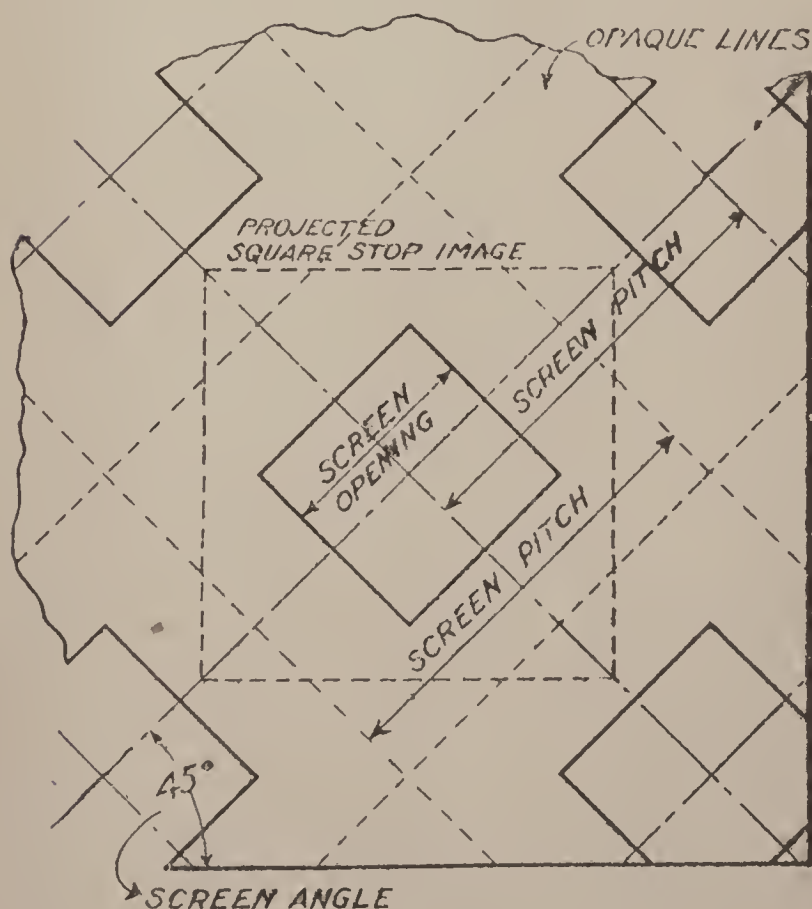 OPAQUE LINES
PROJECTED
SQUARE STOP IMAGE
SCREEN PITCH
SCREEN
OPENING
SCREEN PITCH
45°
SCREEN ANGLE